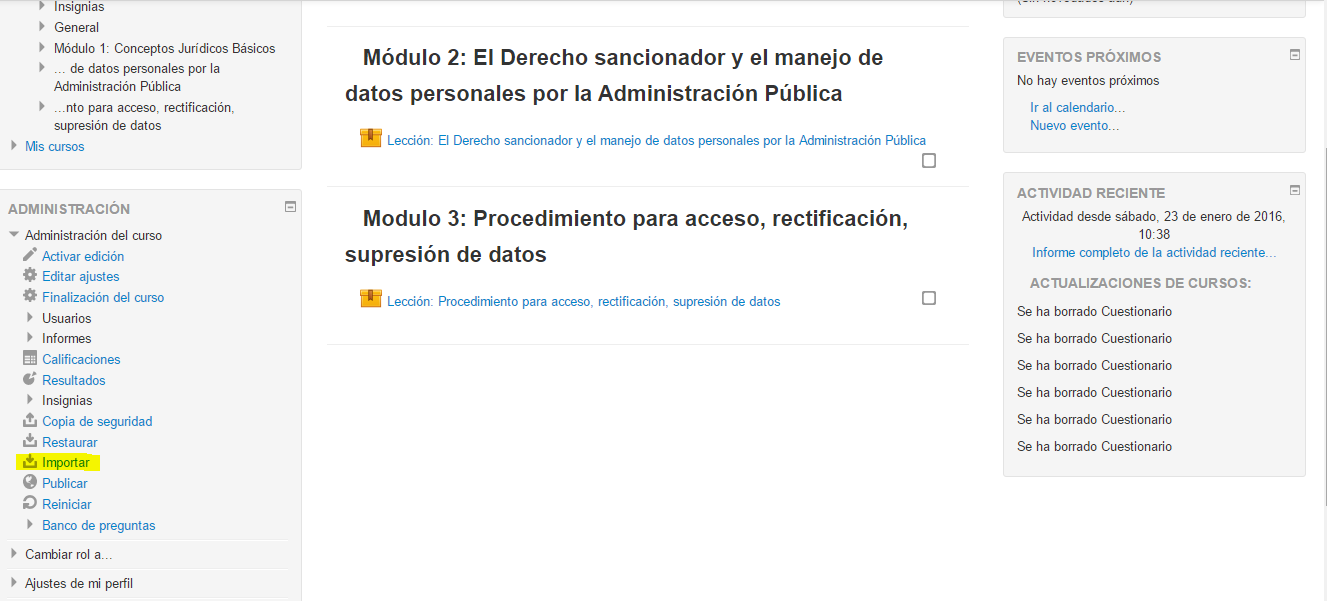 Insignias
General
Módulo 1: Conceptos Jurídicos Básicos
... de datos personales por la
Administración Pública
...nto para acceso, rectificación,
supresión de datos
Mis cursos
ADMINISTRACIÓN
Administración del curso
Activar edición
Editar ajustes
Finalización del curso
Usuarios
Informes
Calificaciones
Resultados
Insignias
Copia de seguridad
Restaurar
Importar
Publicar
Reiniciar
Banco de preguntas
Cambiar rol a...
Ajustes de mi perfil
Módulo 2: El Derecho sancionador y el manejo de
datos personales por la Administración Pública
Lección: El Derecho sancionador y el manejo de datos personales por la Administración Pública
Modulo 3: Procedimiento para acceso, rectificación,
supresión de datos
Lección: Procedimiento para acceso, rectificación, supresión de datos
EVENTOS PRÓXIMOS
No hay eventos próximos
Ir al calendario...
Nuevo evento...
ACTIVIDAD RECIENTE
Actividad desde sábado, 23 de enero de 2016,
10:38
Informe completo de la actividad reciente...
ACTUALIZACIONES DE CURSOS:
Se ha borrado Cuestionario
Se ha borrado Cuestionario
Se ha borrado Cuestionario
Se ha borrado Cuestionario
Se ha borrado Cuestionario
Se ha borrado Cuestionario